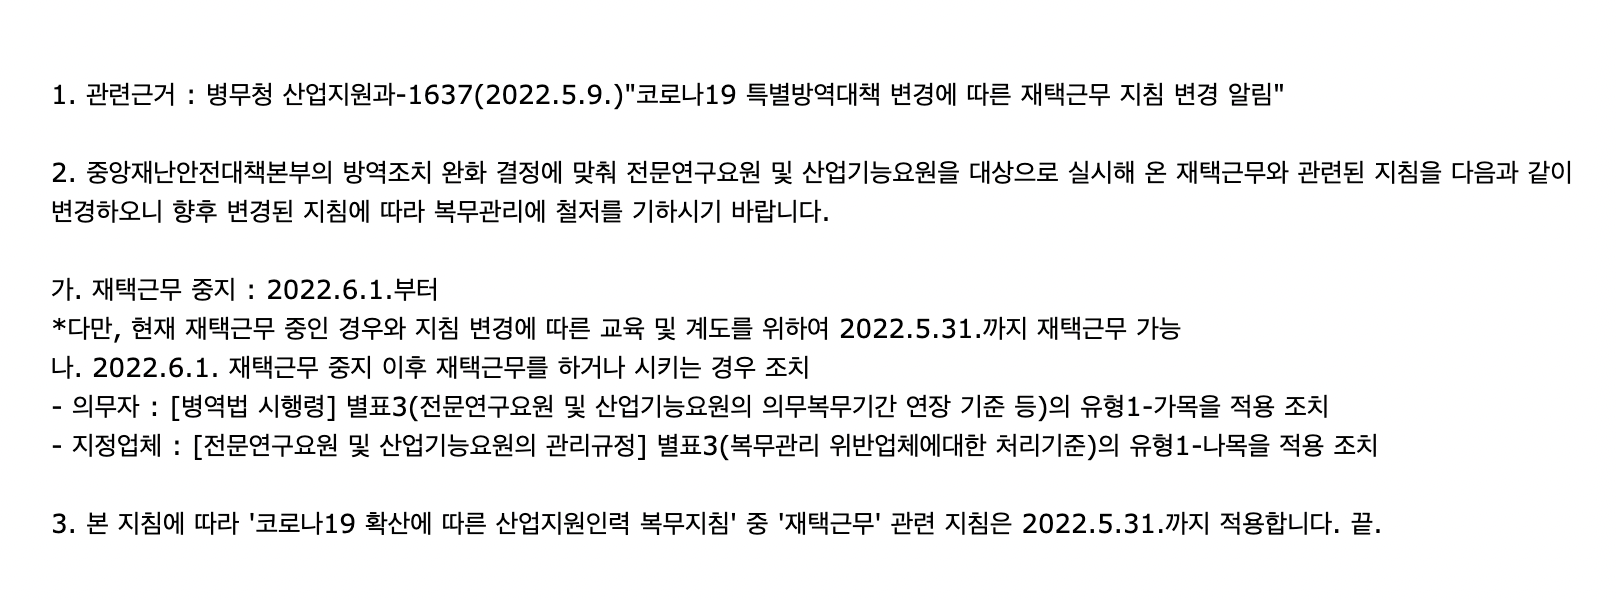 1. 관련근거 : 병무청 산업지원과-1637(2022.5.9.)"코로나19 특별방역대책 변경에 따른 재택근무 지침 변경 알림"
2. 중앙재난안전대책본부의 방역조치 완화 결정에 맞춰 전문연구요원 및 산업기능요원을 대상으로 실시해 온 재택근무와 관련된 지침을 다음과 같이
변경하오니 향후 변경된 지침에 따라 복무관리에 철저를 기하시기 바랍니다.
가. 재택근무 중지 : 2022.6.1.부터
*다만, 현재 재택근무 중인 경우와 지침 변경에 따른 교육 및 계도를 위하여 2022.5.31.까지 재택근무 가능
나. 2022.6.1. 재택근무 중지 이후 재택근무를 하거나 시키는 경우 조치
- 의무자 : [병역법 시행령] 별표3(전문연구요원 및 산업기능요원의 의무복무기간 연장 기준 등)의 유형1-가목을 적용 조치
- 지정업체 : [전문연구요원 및 산업기능요원의 관리규정] 별표3(복무관리 위반업체에대한 처리기준)의 유형1-나목을 적용 조치
3. 본 지침에 따라 '코로나19 확산에 따른 산업지원인력 복무지침' 중 '재택근무' 관련 지침은 2022.5.31.까지 적용합니다. 끝.